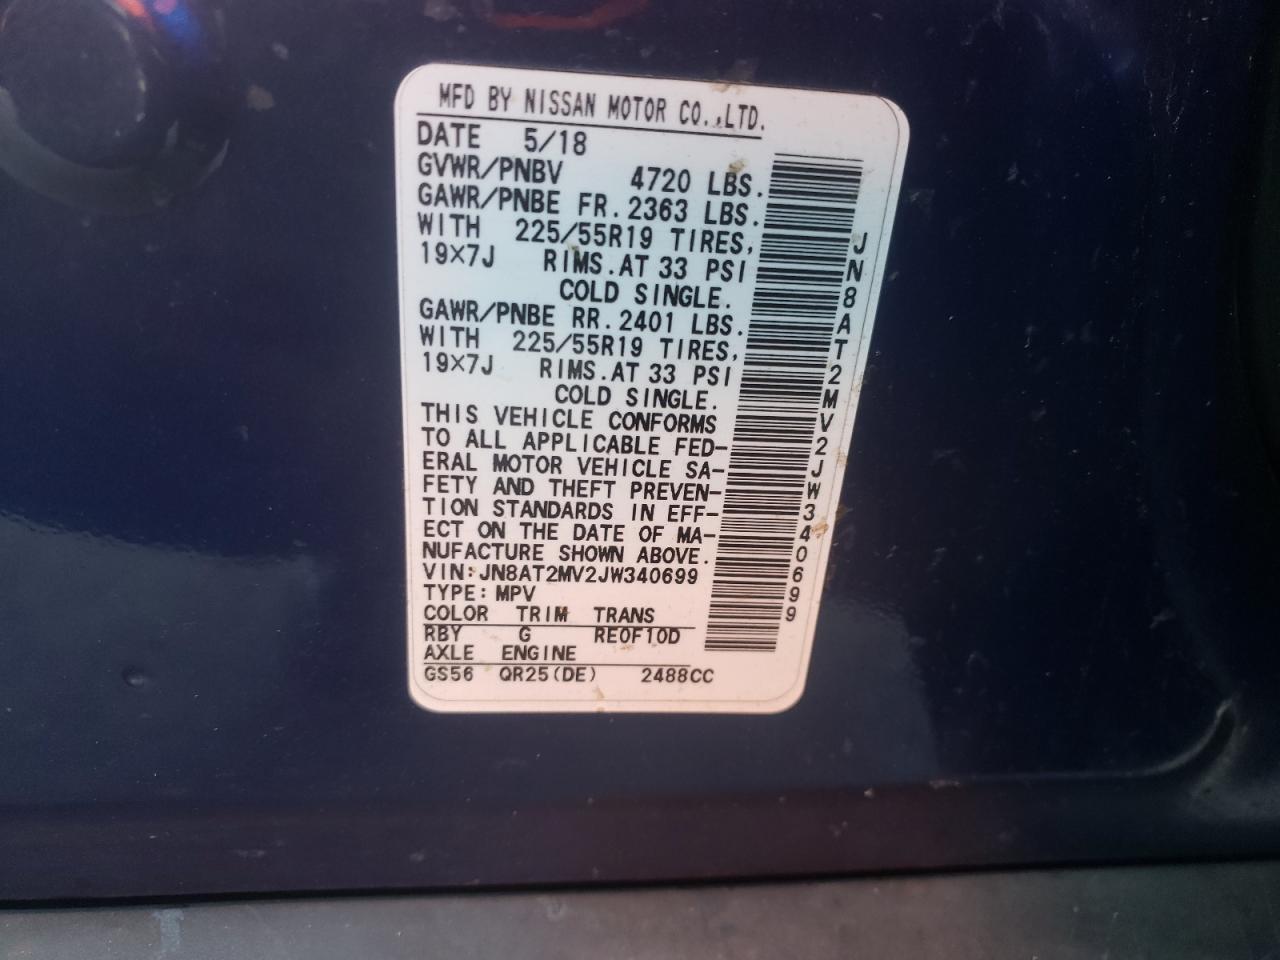 MFD BY NISSAN MOTOR CO.,LTD.
DATE 5/18
GVWR/PNBV 4720 LBS.
GAWR/PNBE FR. 2363 LBS.
WITH 225/55R19 TIRES,
19×7J RIMS. AT 33 PSI
COLD SINGLE.
GAWR/PNBE RR. 2401 LBS.
WITH 225/55R19 TIRES,
19×7J RIMS. AT 33 PSI
COLD SINGLE.
THIS VEHICLE CONFORMS
TO ALL APPLICABLE FED-
ERAL MOTOR VEHICLE SA-
FETY AND THEFT PREVEN-
TION STANDARDS IN EFF-
ECT ON THE DATE OF MA-
NUFACTURE SHOWN ABOVE.
VIN:JN8AT2MV2JW340699
TYPE:MPV
COLOR TRIM TRANS
RBY G RE0F10D
AXLE ENGINE
GS56 QR25(DE) 2488CC
JN8AT2MV2JW340699